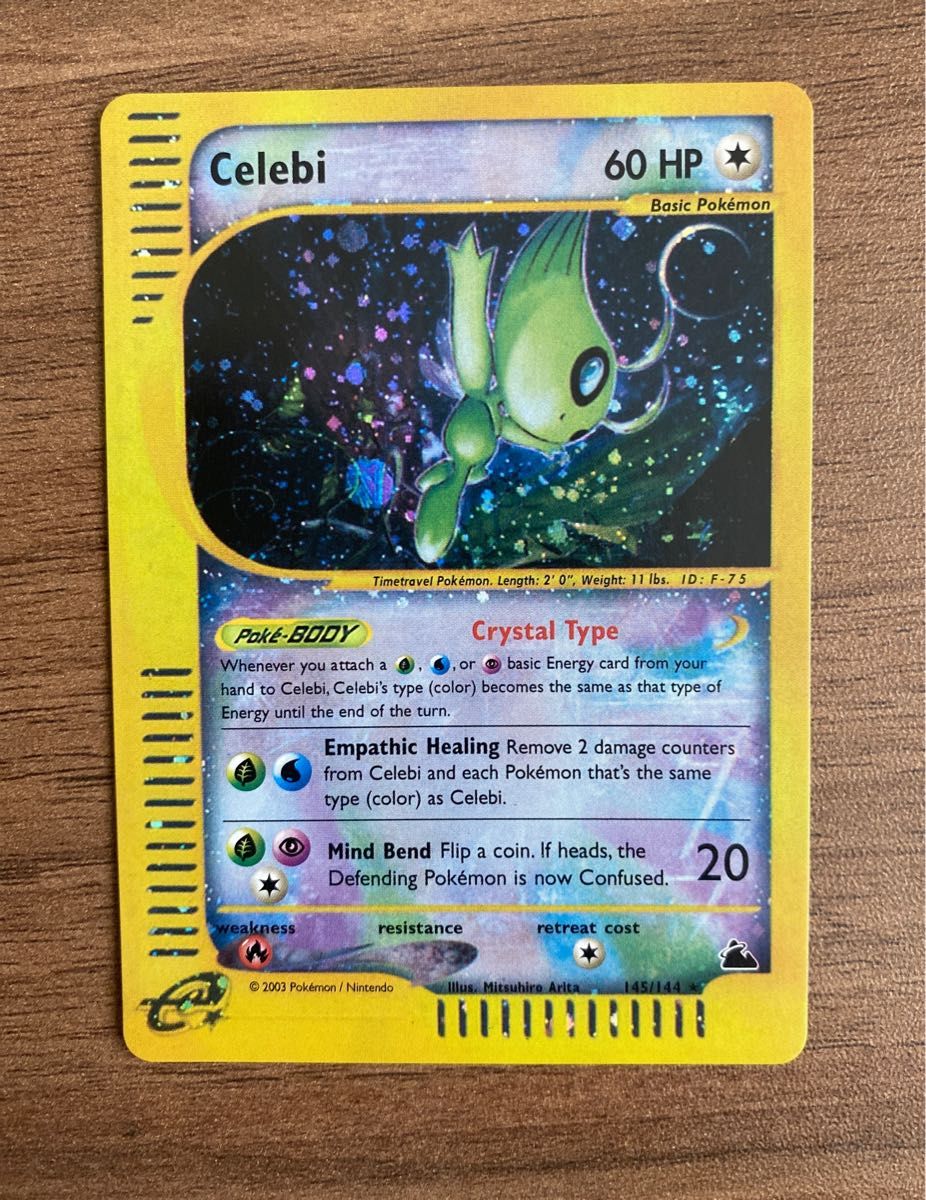 Celebi
60 HP
Basic Pokémon
Timetravel Pokémon. Length: 2' 0", Weight: 11 lbs. ID: F-75
Poké-BODY Crystal Type
Whenever you attach a , , or basic Energy card from your
hand to Celebi, Celebi's type (color) becomes the same as that type of
Energy until the end of the turn.
Empathic Healing Remove 2 damage counters
from Celebi and each Pokémon that's the same
type (color) as Celebi.
Mind Bend Flip a coin. If heads, the
Defending Pokémon is now Confused.
20
weakness resistance retreat cost
© 2003 Pokémon / Nintendo Illus. Mitsuhiro Arita 145/144 ★
e